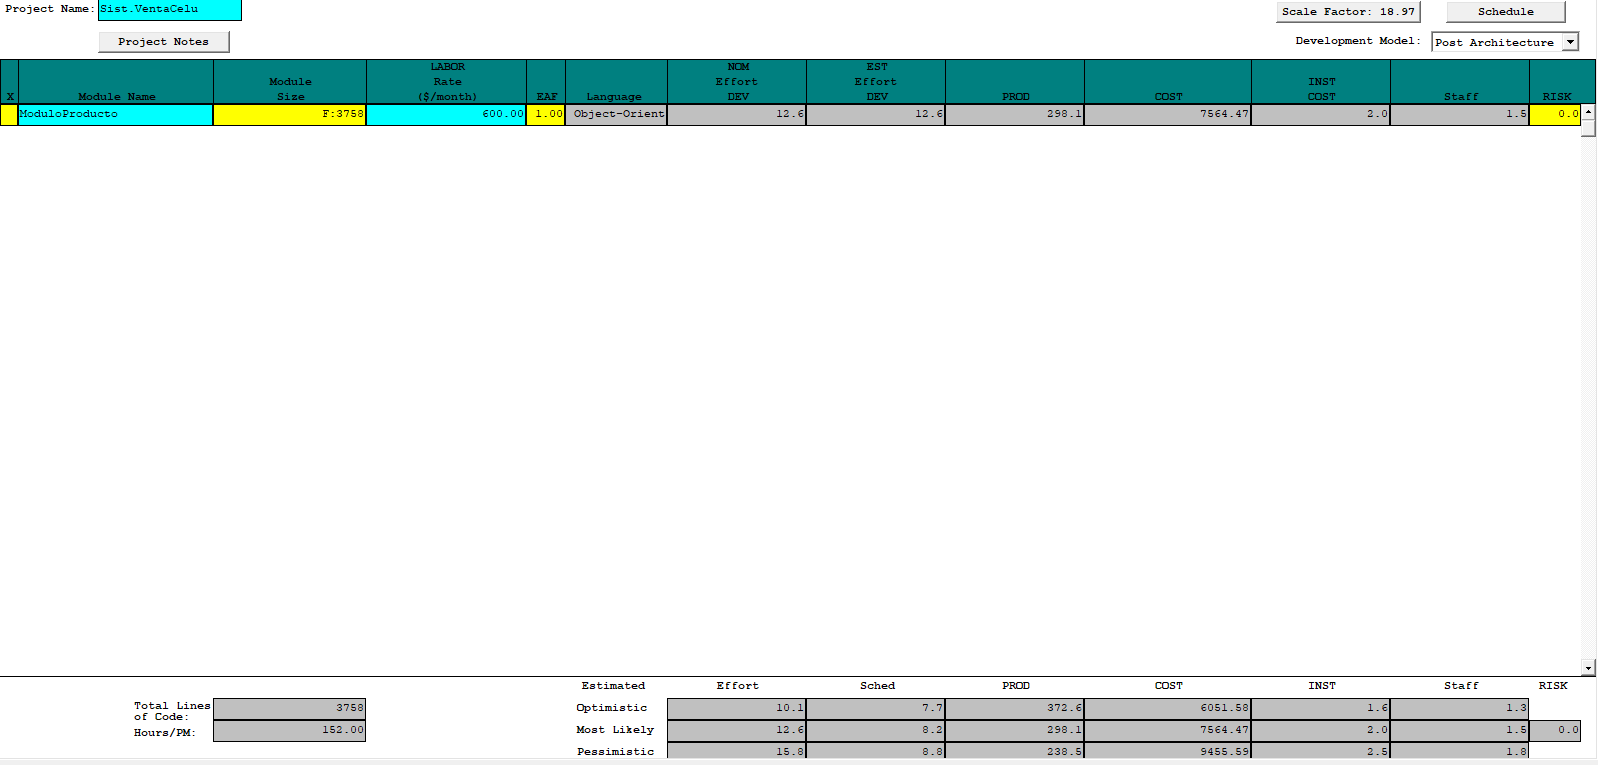 Project Name: Sist.VentaCelu
Scale Factor: 18.97
Schedule
Project Notes
Development Model: Post Architecture
X
Module Name
Module Size
LABOR Rate ($/month)
EAF
Language
NOM Effort DEV
EST Effort DEV
PROD
COST
INST COST
Staff
RISK
ModuloProducto F:3758 600.00 1.00 Object-Orient 12.6 12.6 298.1 7564.47 2.0 1.5 0.0
Estimated Effort Sched PROD COST INST Staff RISK
Total Lines of Code: 3758
Hours/PM: 152.00
Optimistic 10.1 7.7 372.6 6051.58 1.6 1.3
Most Likely 12.6 8.2 298.1 7564.47 2.0 1.5 0.0
Pessimistic 15.8 8.8 238.5 9455.59 2.5 1.8